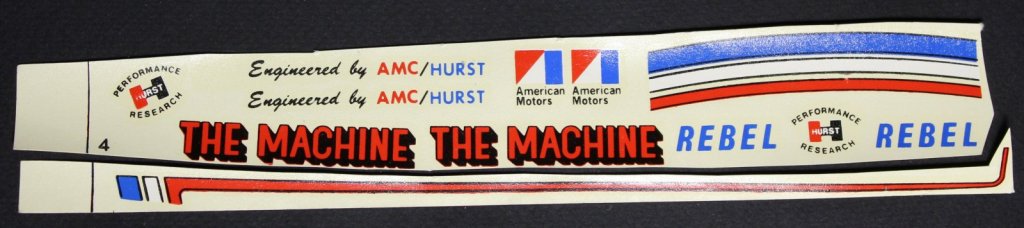 PERFORMANCE
HURST
RESEARCH
Engineered by AMC/HURST
Engineered by AMC/HURST
American Motors
American Motors
THE MACHINE THE MACHINE
REBEL
PERFORMANCE
HURST
RESEARCH
REBEL
4